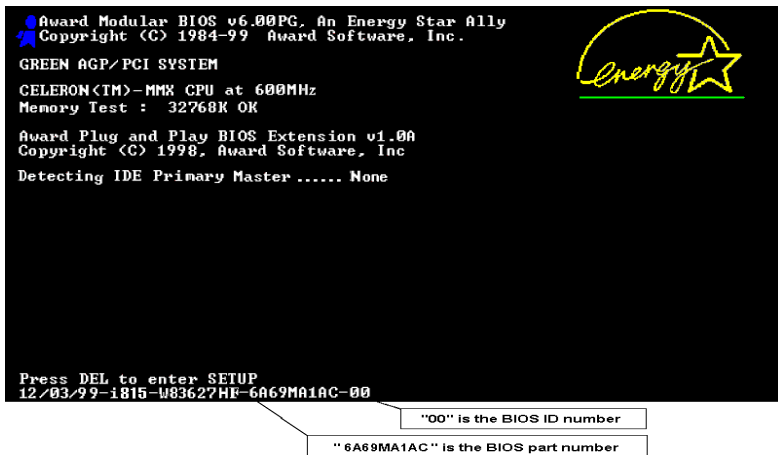 Award Modular BIOS v6.00PG, An Energy Star Ally
Copyright (C) 1984-99 Award Software, Inc.
energy
GREEN AGP/PCI SYSTEM
CELERON(TM)-MMX CPU at 600MHz
Memory Test : 32768K OK
Award Plug and Play BIOS Extension v1.0A
Copyright (C) 1998, Award Software, Inc
Detecting IDE Primary Master ...... None
Press DEL to enter SETUP
12/03/99-i815-W83627HF-6A69MA1AC-00
"00" is the BIOS ID number
"6A69MA1AC" is the BIOS part number